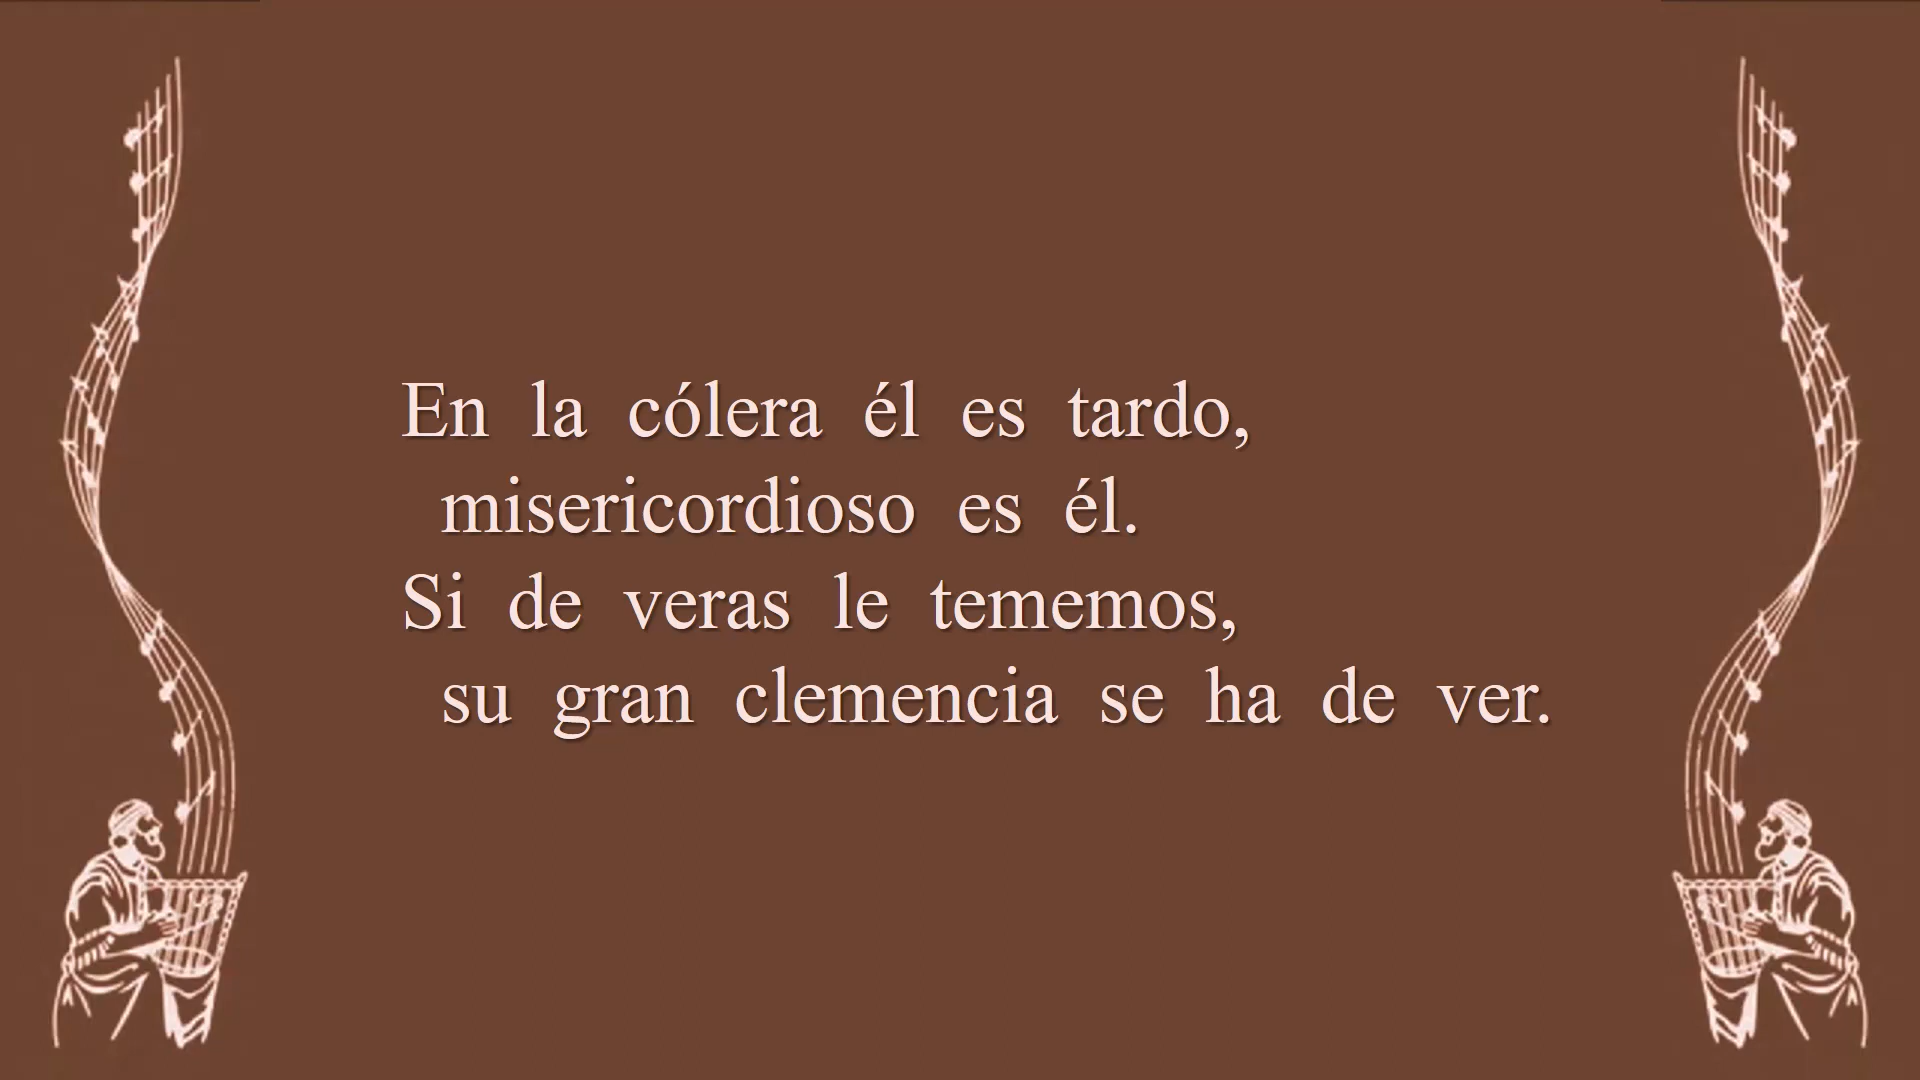 En la cólera él es tardo,
misericordioso es él.
Si de veras le tememos,
su gran clemencia se ha de ver.